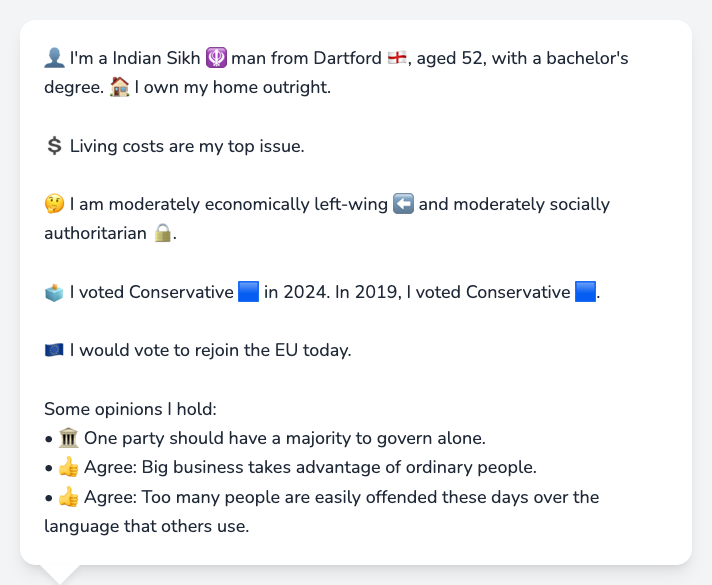 👤 I'm a Indian Sikh 🪯 man from Dartford 🏴󠁧󠁢󠁥󠁮󠁧󠁿, aged 52, with a bachelor's
degree. 🏠 I own my home outright.
💲 Living costs are my top issue.
🤔 I am moderately economically left-wing ⬅️ and moderately socially
authoritarian 🔒.
🗳️ I voted Conservative 🟦 in 2024. In 2019, I voted Conservative 🟦.
🇪🇺 I would vote to rejoin the EU today.
Some opinions I hold:
• 🏛️ One party should have a majority to govern alone.
• 👍 Agree: Big business takes advantage of ordinary people.
• 👍 Agree: Too many people are easily offended these days over the
language that others use.